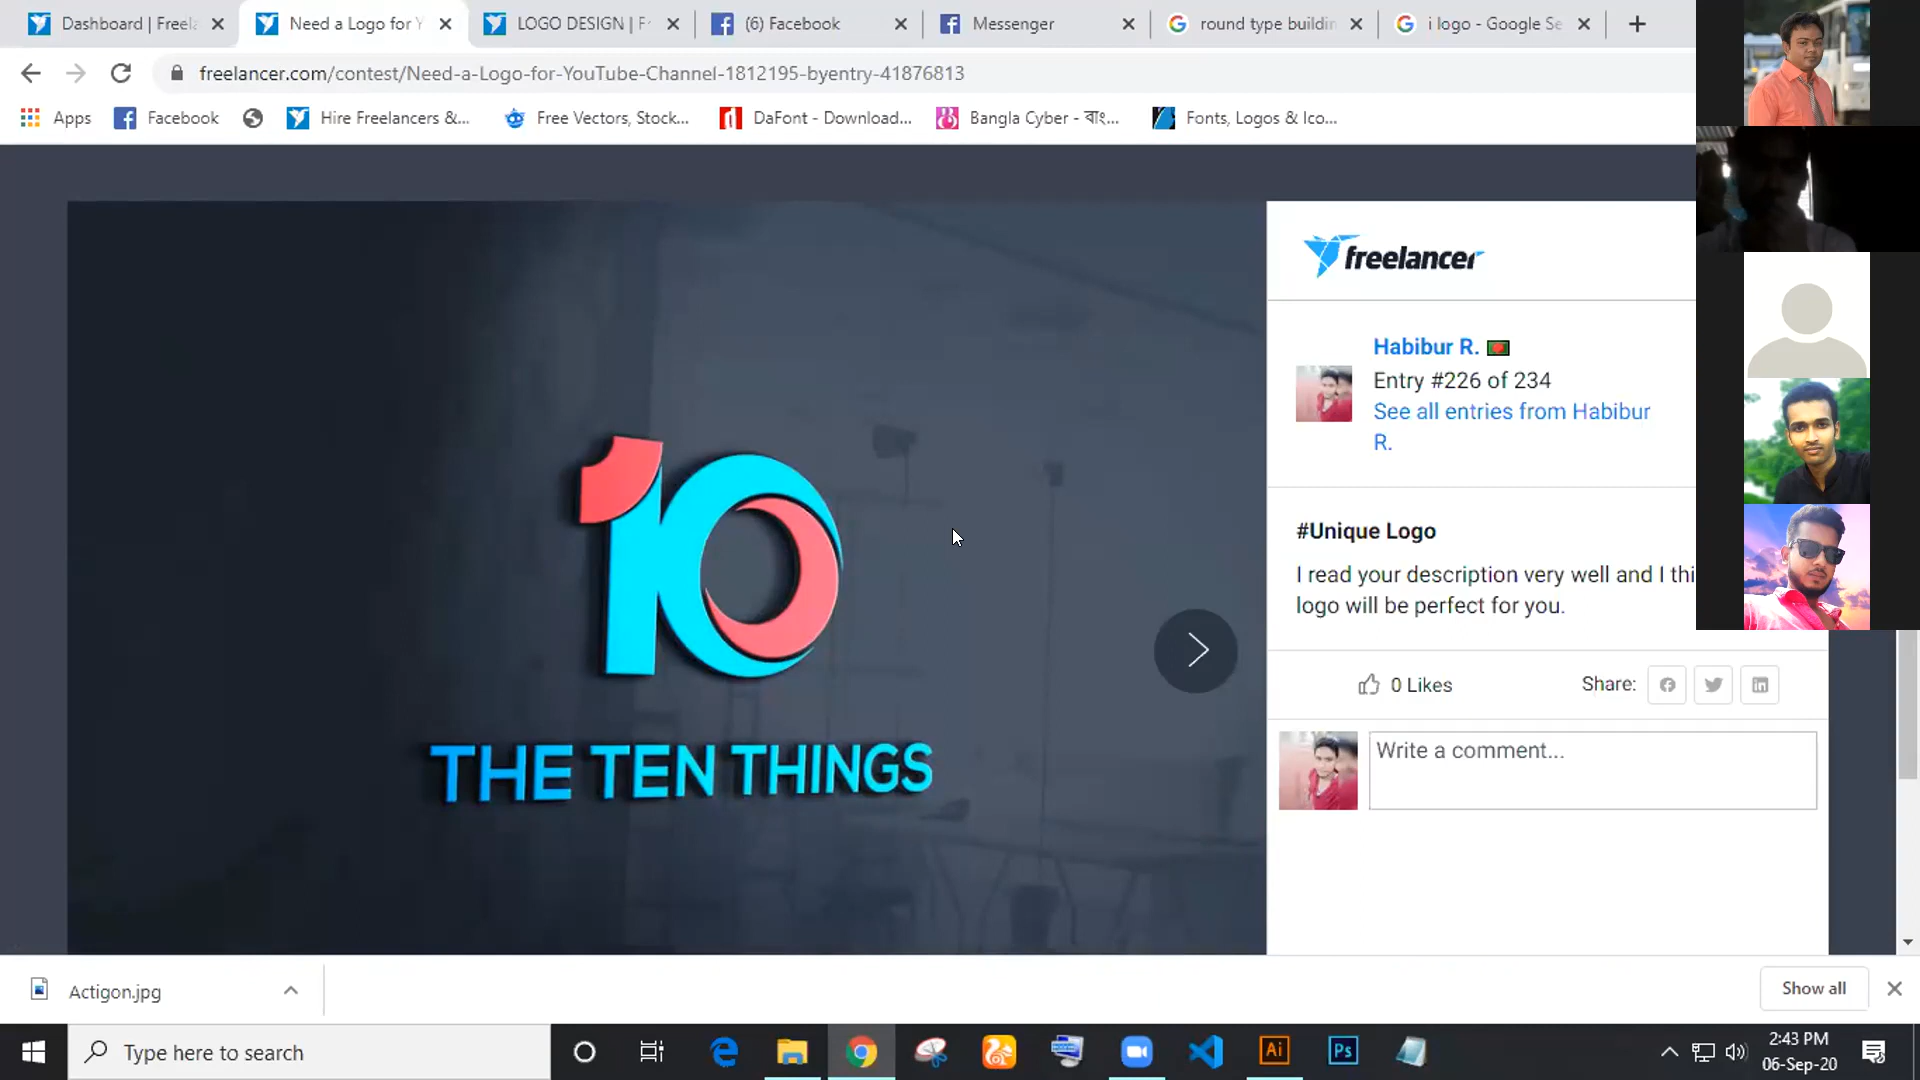 Dashboard | Freela
Need a Logo for Y
LOGO DESIGN | Fr
(6) Facebook
Messenger
round type buildin
i logo - Google Se
freelancer.com/contest/Need-a-Logo-for-YouTube-Channel-1812195-byentry-41876813
Apps
Facebook
Hire Freelancers &...
Free Vectors, Stock...
DaFont - Download...
Bangla Cyber - বাং...
Fonts, Logos & Ico...
freelancer
Habibur R.
Entry #226 of 234
See all entries from Habibur
R.
#Unique Logo
I read your description very well and I thi
logo will be perfect for you.
0 Likes
Share:
Write a comment...
10
THE TEN THINGS
Actigon.jpg
Show all
Type here to search
Ai
Ps
2:43 PM
06-Sep-20